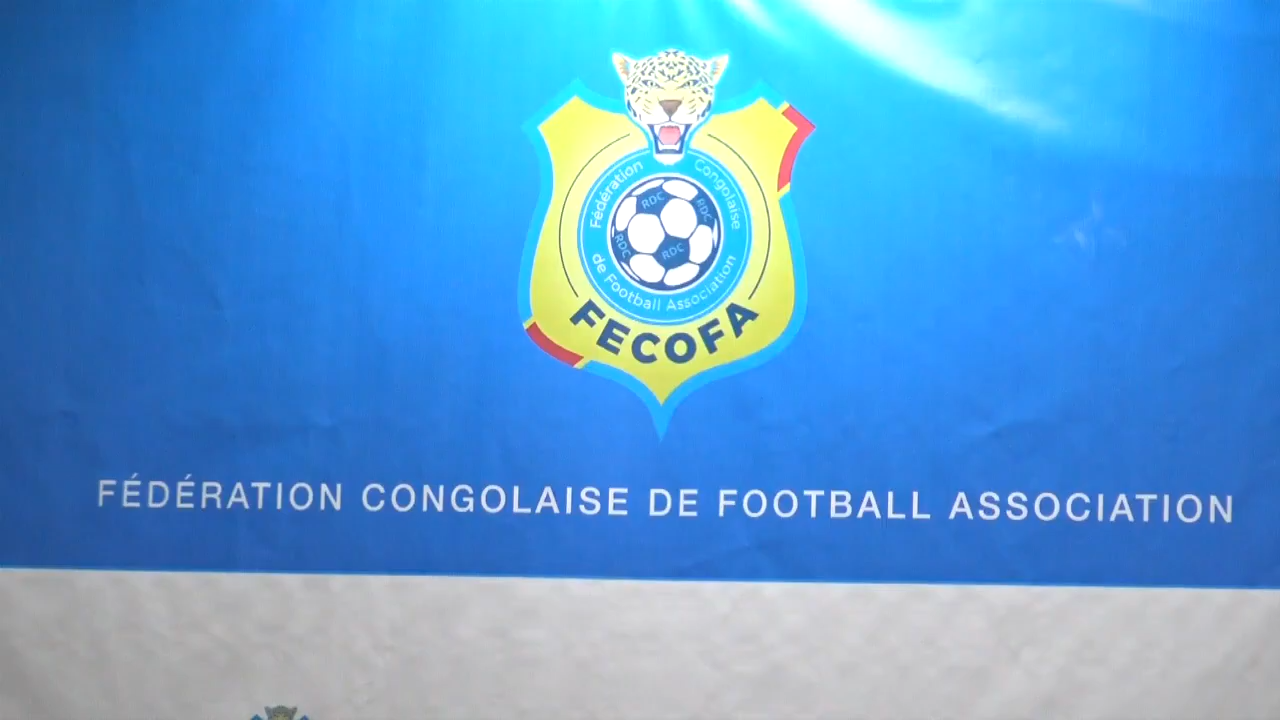 Fédération Congolaise
de Football Association
RDC
RDC
RDC
RDC
FECOFA
FÉDÉRATION CONGOLAISE DE FOOTBALL ASSOCIATION